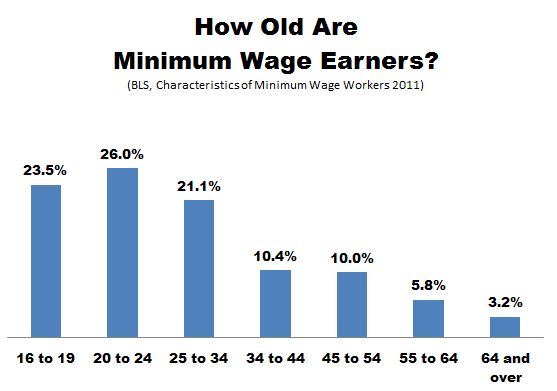 How Old Are
Minimum Wage Earners?
(BLS, Characteristics of Minimum Wage Workers 2011)
23.5%
26.0%
21.1%
10.4%
10.0%
5.8%
3.2%
16 to 19
20 to 24
25 to 34
34 to 44
45 to 54
55 to 64
64 and
over